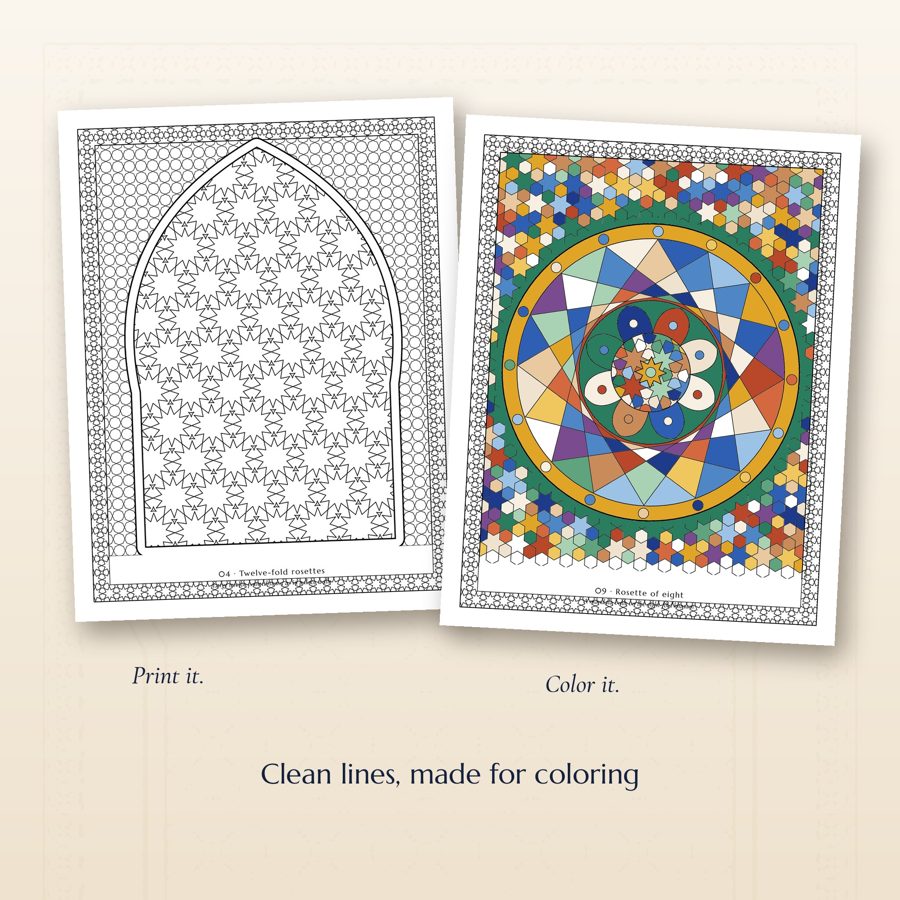 04 · Twelve-fold rosettes
09 · Rosette of eight
Print it.
Color it.
Clean lines, made for coloring